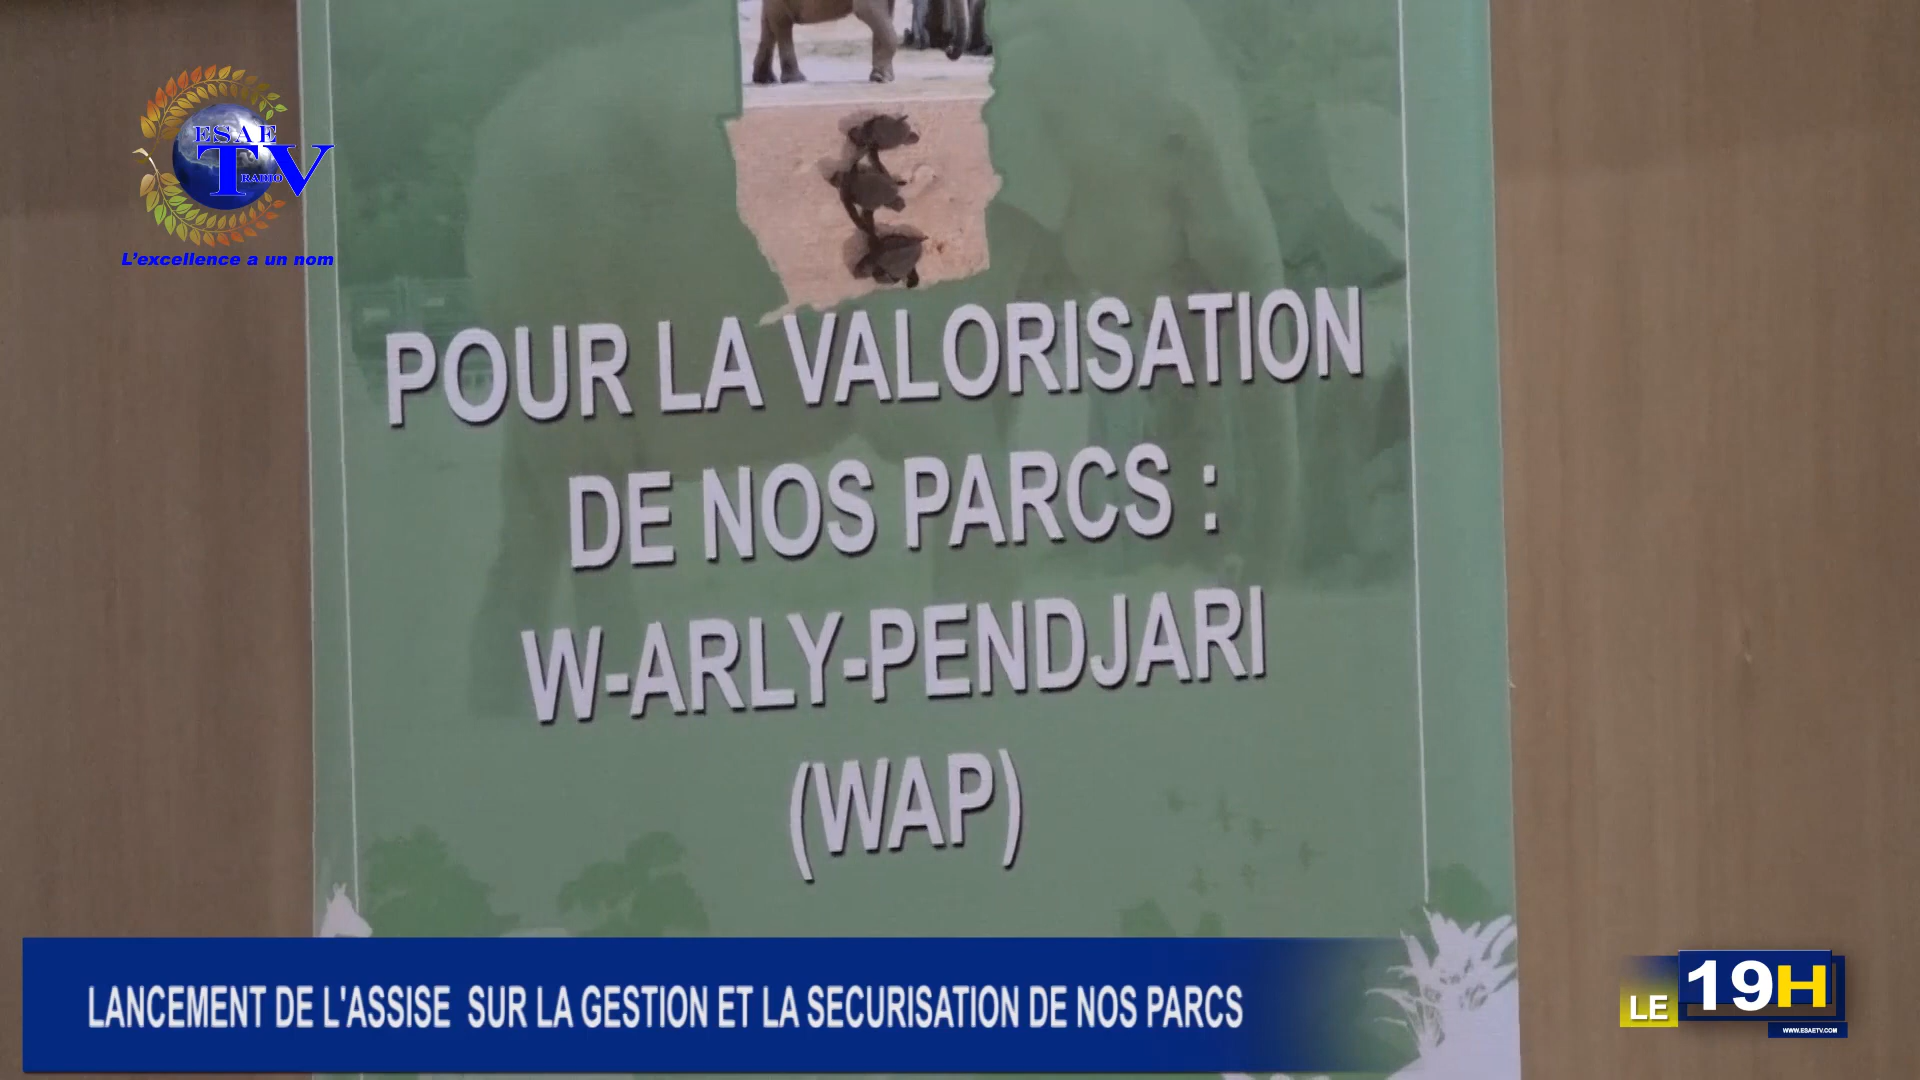 ESAE
TV
RADIO
L'excellence a un nom
POUR LA VALORISATION
DE NOS PARCS :
W-ARLY-PENDJARI
(WAP)
LANCEMENT DE L'ASSISE SUR LA GESTION ET LA SECURISATION DE NOS PARCS
LE 19H
WWW.ESAETV.COM